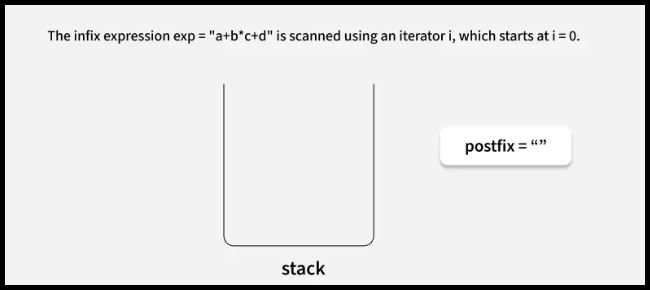 The infix expression exp = "a+b*c+d" is scanned using an iterator i, which starts at i = 0.
postfix = “”
stack